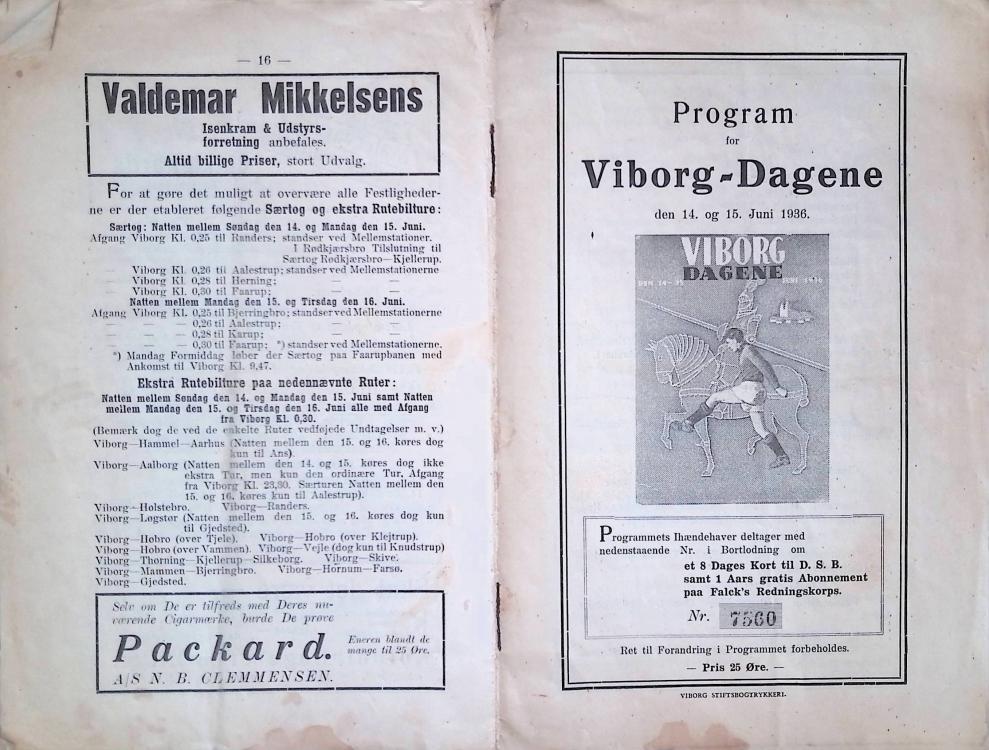 — 16 —
Valdemar Mikkelsens
Isenkram & Udstyrs-
forretning anbefales.
Altid billige Priser, stort Udvalg.
For at gøre det muligt at overvære alle Festligheder-
ne er der etableret følgende Særtog og ekstra Rutebilture:
Særtog: Natten mellem Søndag den 14. og Mandag den 15. Juni.
Afgang Viborg Kl. 0,25 til Randers; standser ved Mellemstationer.
I Rødkjærsbro Tilslutning til
Særtog Rødkjærsbro—Kjellerup.
— Viborg Kl. 0,26 til Aalestrup; standser ved Mellemstationerne
— Viborg Kl. 0,28 til Herning; — —
— Viborg Kl. 0,30 til Faarup; — —
Natten mellem Mandag den 15. og Tirsdag den 16. Juni.
Afgang Viborg Kl. 0,25 til Bjerringbro; standser ved Mellemstationerne
— — — 0,26 til Aalestrup; — —
— — — 0,28 til Karup; — —
— — — 0,30 til Faarup; *) standser ved Mellemstationerne.
*) Mandag Formiddag løber der Særtog paa Faarupbanen med
Ankomst til Viborg Kl. 9,47.
Ekstra Rutebilture paa nedennævnte Ruter:
Natten mellem Søndag den 14. og Mandag den 15. Juni samt Natten
mellem Mandag den 15. og Tirsdag den 16. Juni alle med Afgang
fra Viborg Kl. 0,30.
(Bemærk dog de ved de enkelte Ruter vedføjede Undtagelser m. v.)
Viborg—Hammel—Aarhus (Natten mellem den 15. og 16. køres dog
kun til Ans).
Viborg—Aalborg (Natten mellem den 14. og 15. køres dog ikke
ekstra Tur, men kun den ordinære Tur. Afgang
fra Viborg Kl. 23,30. Særturen Natten mellem den
15. og 16. køres kun til Aalestrup).
Viborg—Holstebro. Viborg—Randers.
Viborg—Løgstør (Natten mellem den 15. og 16. køres dog kun
til Gjedsted).
Viborg—Hobro (over Tjele). Viborg—Hobro (over Klejtrup).
Viborg—Hobro (over Vammen). Viborg—Vejle (dog kun til Knudstrup)
Viborg—Thorning—Kjellerup—Silkeborg. Viborg—Skive.
Viborg—Mammen—Bjerringbro. Viborg—Hornum—Farsø.
Viborg—Gjedsted.
Selv om De er tilfreds med Deres nu-
værende Cigarmærke, burde De prøve
Packard. Eneren blandt de
mange til 25 Øre.
A/S N. B. CLEMMENSEN.
Program
for
Viborg-Dagene
den 14. og 15. Juni 1936.
VIBORG
DAGENE
DEN 14-15 JUNI 1936
Programmets Ihændehaver deltager med
nedenstaaende Nr. i Bortlodning om
et 8 Dages Kort til D. S. B.
samt 1 Aars gratis Abonnement
paa Falck's Redningskorps.
Nr. 7560
Ret til Forandring i Programmet forbeholdes.
— Pris 25 Øre. —
VIBORG STIFTSBOGTRYKKERI.